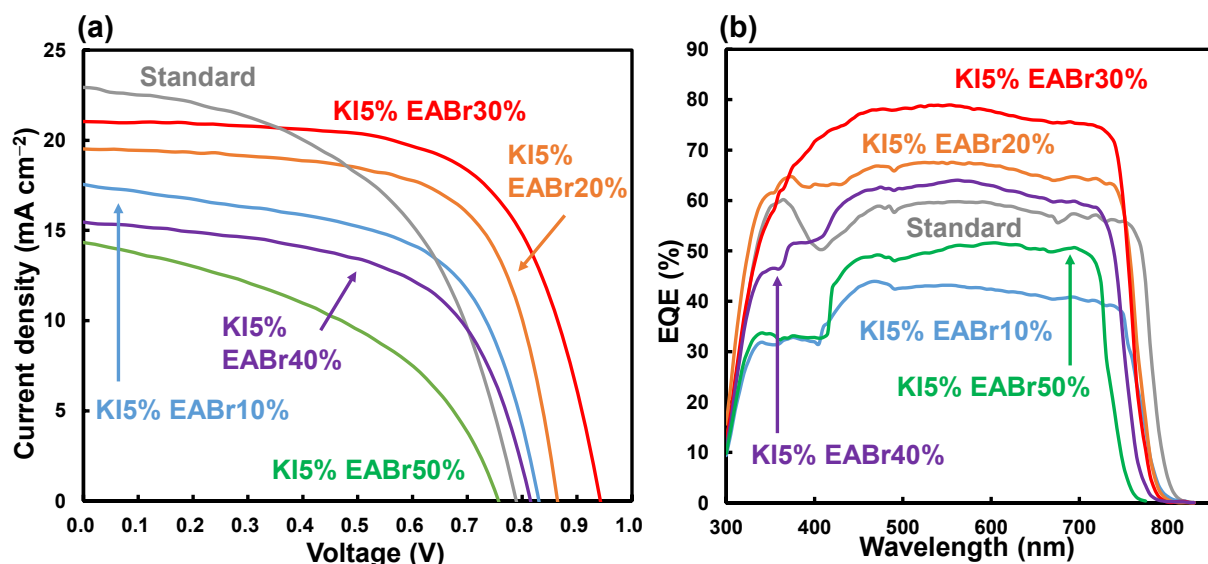 (a)
25
20
15
10
5
0
0.0 0.1 0.2 0.3 0.4 0.5 0.6 0.7 0.8 0.9 1.0
Current density (mA cm⁻²)
Voltage (V)
Standard
KI5% EABr30%
KI5%
EABr20%
KI5%
EABr40%
KI5% EABr10%
KI5% EABr50%
(b)
90
80
70
60
50
40
30
20
10
0
300 400 500 600 700 800
EQE (%)
Wavelength (nm)
KI5% EABr30%
KI5% EABr20%
Standard
KI5% EABr10%
KI5% EABr50%
KI5% EABr40%